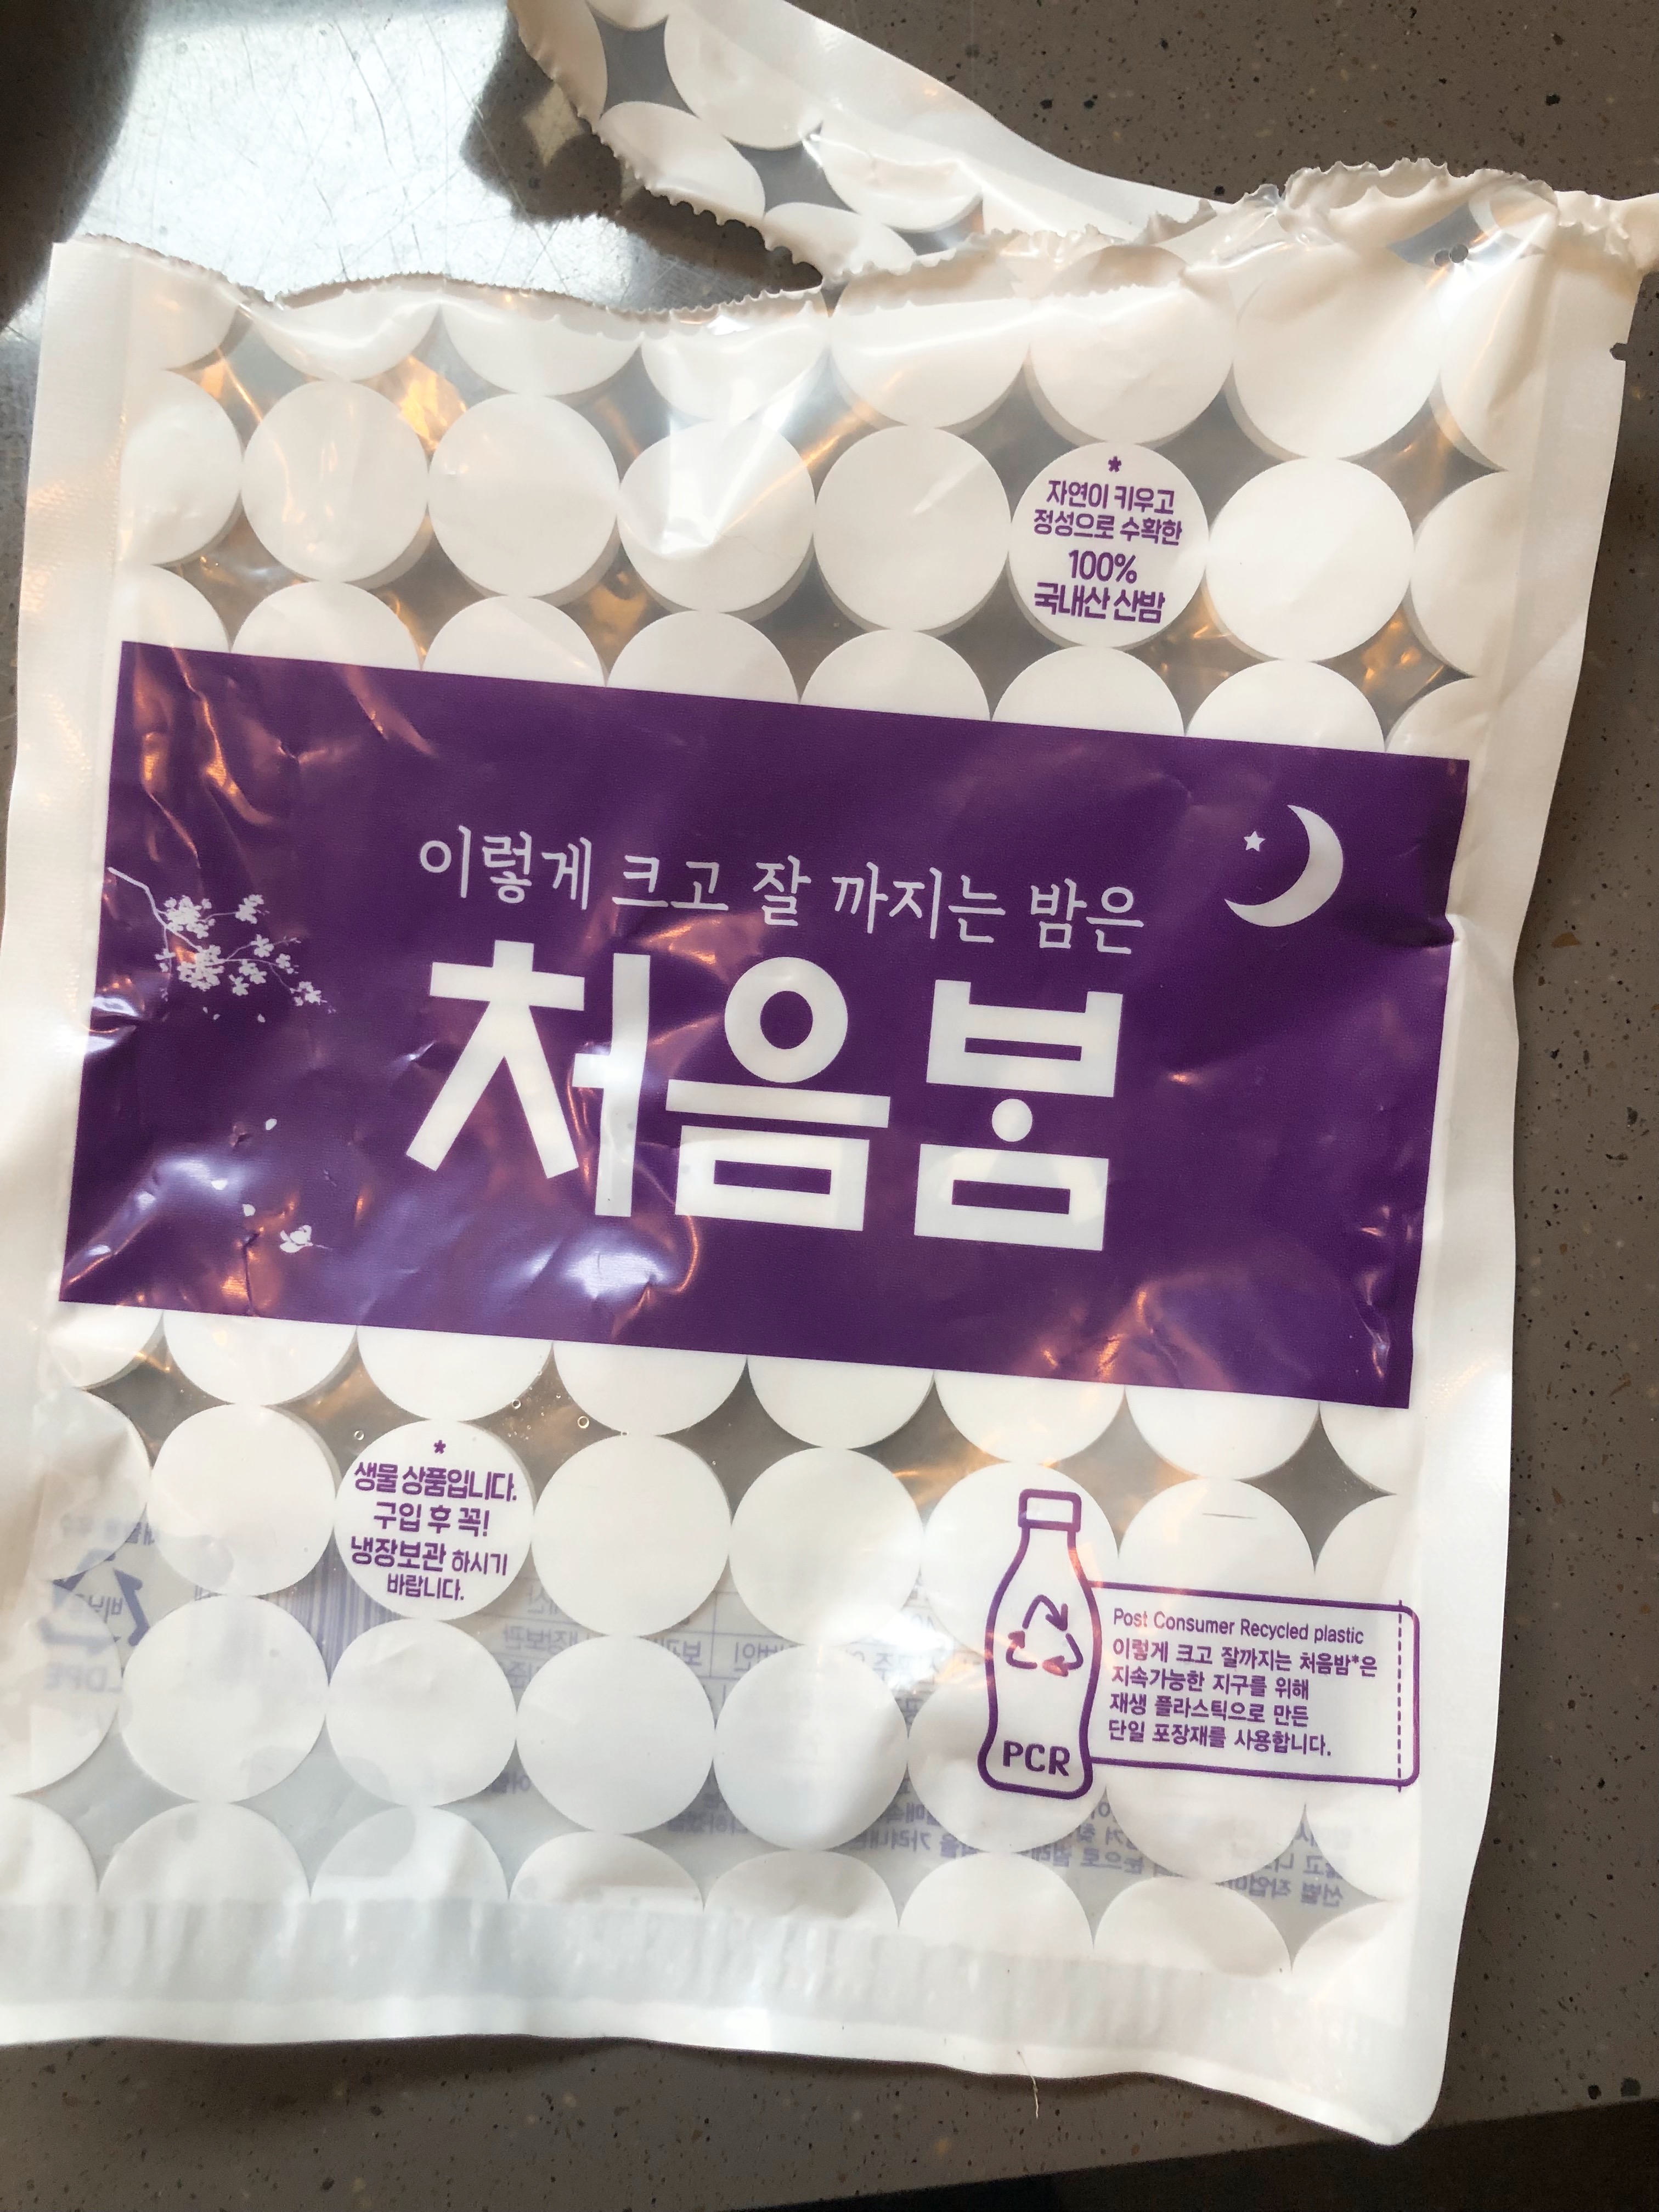 *
자연이 키우고
정성으로 수확한
100%
국내산 산밤
이렇게 크고 잘 까지는 밤은
처음ᄇᆞᆷ
*
생물 상품입니다.
구입 후 꼭!
냉장보관 하시기
바랍니다.
Post Consumer Recycled plastic
이렇게 크고 잘까지는 처음밤*은
지속가능한 지구를 위해
재생 플라스틱으로 만든
단일 포장재를 사용합니다.
PCR